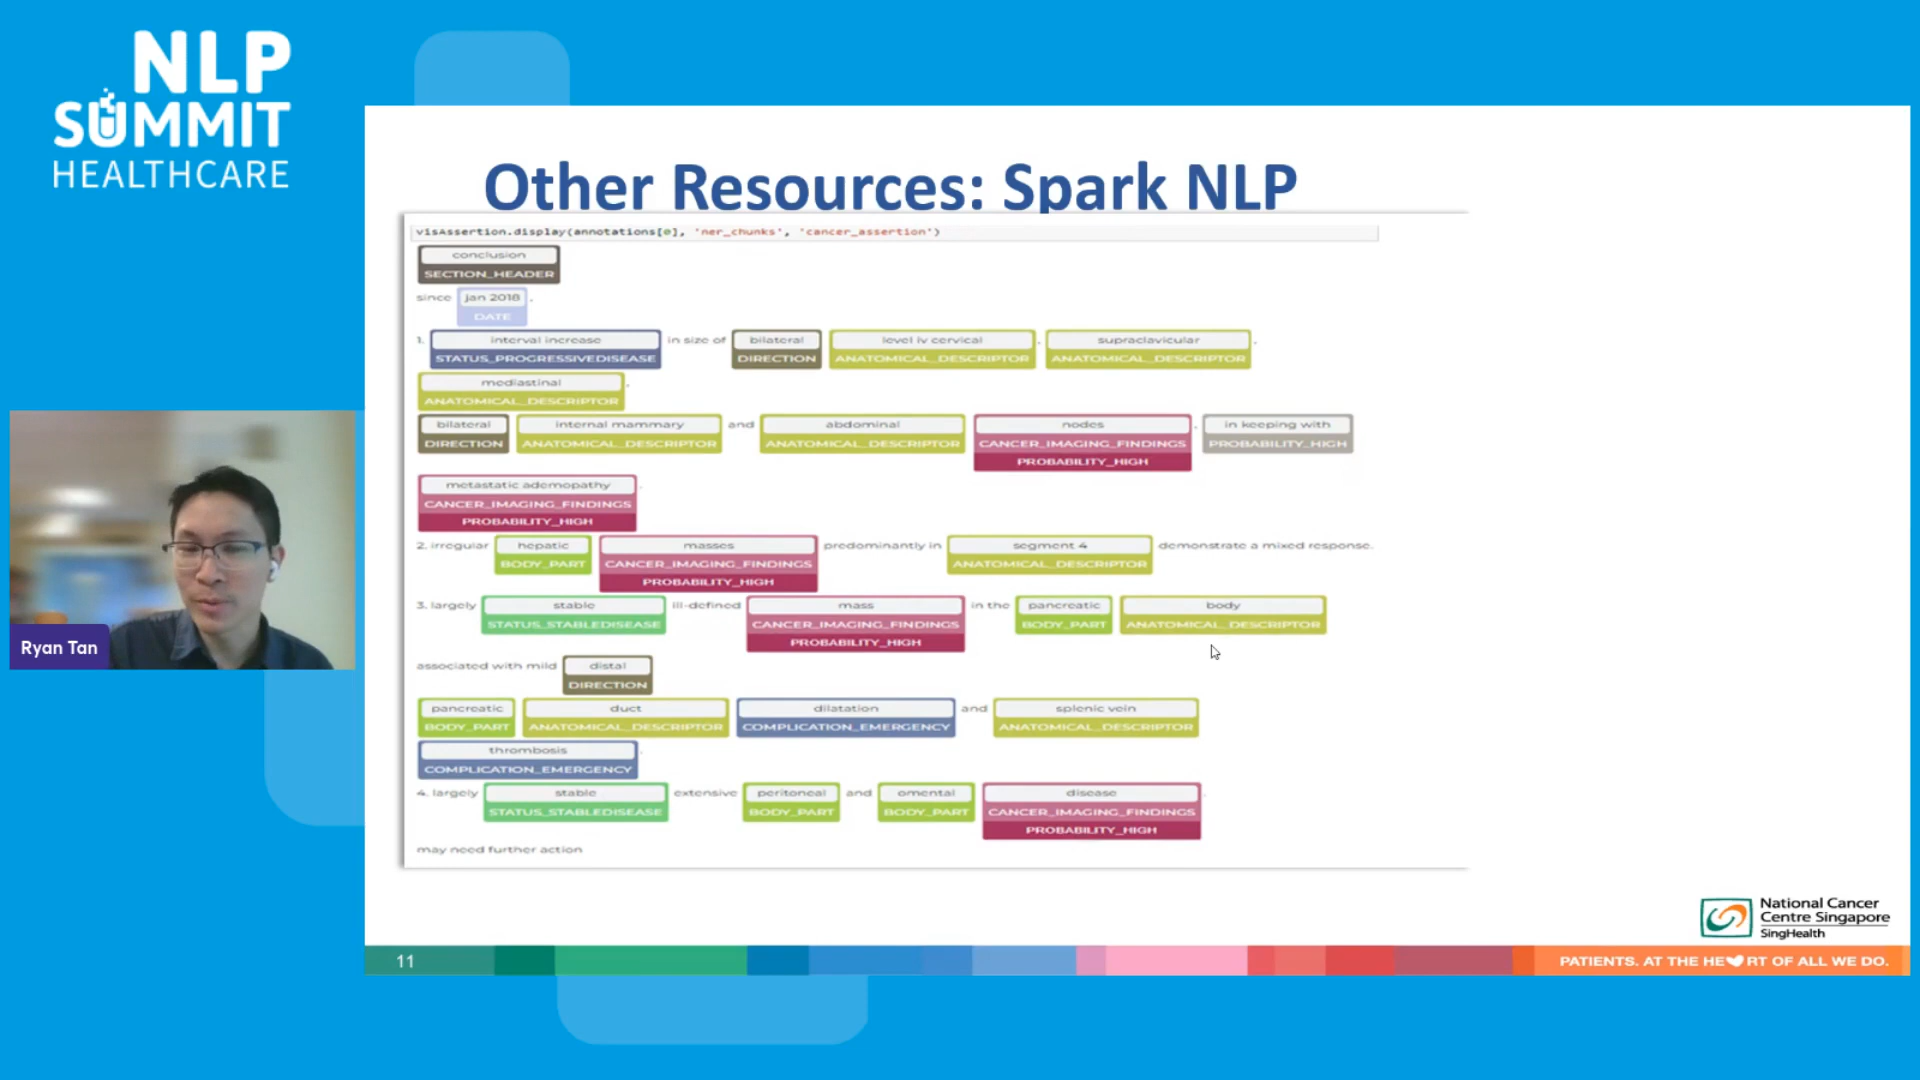 NLP
SUMMIT
HEALTHCARE
Other Resources: Spark NLP
visAssertion.display(annotations[0], 'ner_chunks', 'cancer_assertion')
conclusion
SECTION_HEADER
since jan 2018 .
DATE
1. interval increase in size of bilateral level iv cervical , supraclavicular ,
STATUS_PROGRESSIVEDISEASE DIRECTION ANATOMICAL_DESCRIPTOR ANATOMICAL_DESCRIPTOR
mediastinal ,
ANATOMICAL_DESCRIPTOR
bilateral internal mammary and abdominal nodes , in keeping with
DIRECTION ANATOMICAL_DESCRIPTOR ANATOMICAL_DESCRIPTOR CANCER_IMAGING_FINDINGS PROBABILITY_HIGH
PROBABILITY_HIGH
metastatic adenopathy .
CANCER_IMAGING_FINDINGS
PROBABILITY_HIGH
2. irregular hepatic masses predominantly in segment 4 demonstrate a mixed response.
BODY_PART CANCER_IMAGING_FINDINGS ANATOMICAL_DESCRIPTOR
PROBABILITY_HIGH
3. largely stable ill-defined mass in the pancreatic body
STATUS_STABLEDISEASE CANCER_IMAGING_FINDINGS BODY_PART ANATOMICAL_DESCRIPTOR
PROBABILITY_HIGH
associated with mild distal
DIRECTION
pancreatic duct dilatation and splenic vein
BODY_PART ANATOMICAL_DESCRIPTOR COMPLICATION_EMERGENCY ANATOMICAL_DESCRIPTOR
thrombosis .
COMPLICATION_EMERGENCY
4. largely stable extensive peritoneal and omental disease .
STATUS_STABLEDISEASE BODY_PART BODY_PART CANCER_IMAGING_FINDINGS
PROBABILITY_HIGH
may need further action
Ryan Tan
National Cancer
Centre Singapore
SingHealth
11
PATIENTS. AT THE HE RT OF ALL WE DO.